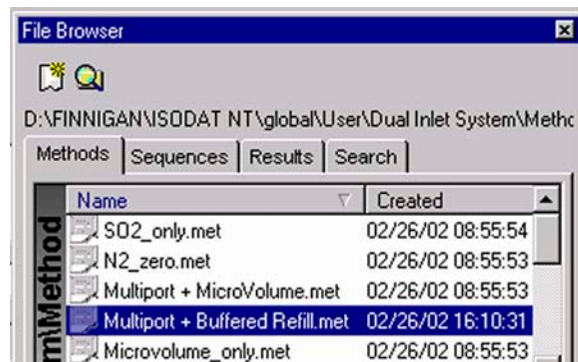 File Browser
D:\FINNIGAN\ISODAT NT\global\User\Dual Inlet System\Metho
Methods Sequences Results Search
Name Created
SO2_only.met 02/26/02 08:55:54
N2_zero.met 02/26/02 08:55:53
Multiport + MicroVolume.met 02/26/02 08:55:53
Multiport + Buffered Refill.met 02/26/02 16:10:31
Microvolume_only.met 02/26/02 08:55:53
m\Method